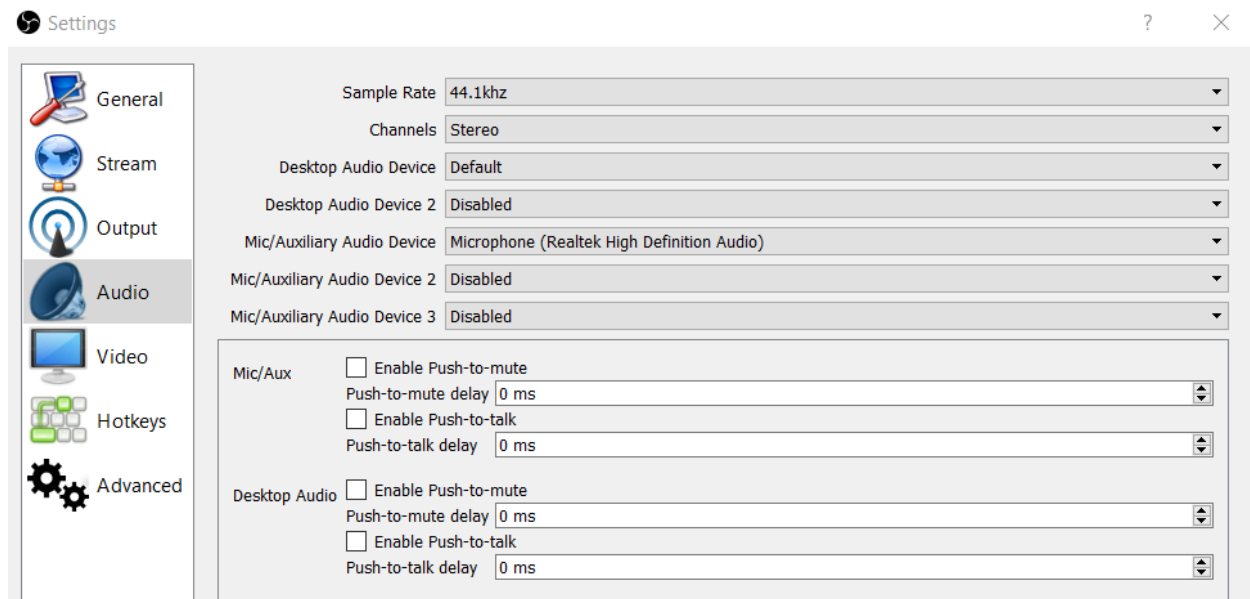 Settings
?
General
Stream
Output
Audio
Video
Hotkeys
Advanced
Sample Rate 44.1khz
Channels Stereo
Desktop Audio Device Default
Desktop Audio Device 2 Disabled
Mic/Auxiliary Audio Device Microphone (Realtek High Definition Audio)
Mic/Auxiliary Audio Device 2 Disabled
Mic/Auxiliary Audio Device 3 Disabled
Mic/Aux Enable Push-to-mute
Push-to-mute delay 0 ms
Enable Push-to-talk
Push-to-talk delay 0 ms
Desktop Audio Enable Push-to-mute
Push-to-mute delay 0 ms
Enable Push-to-talk
Push-to-talk delay 0 ms